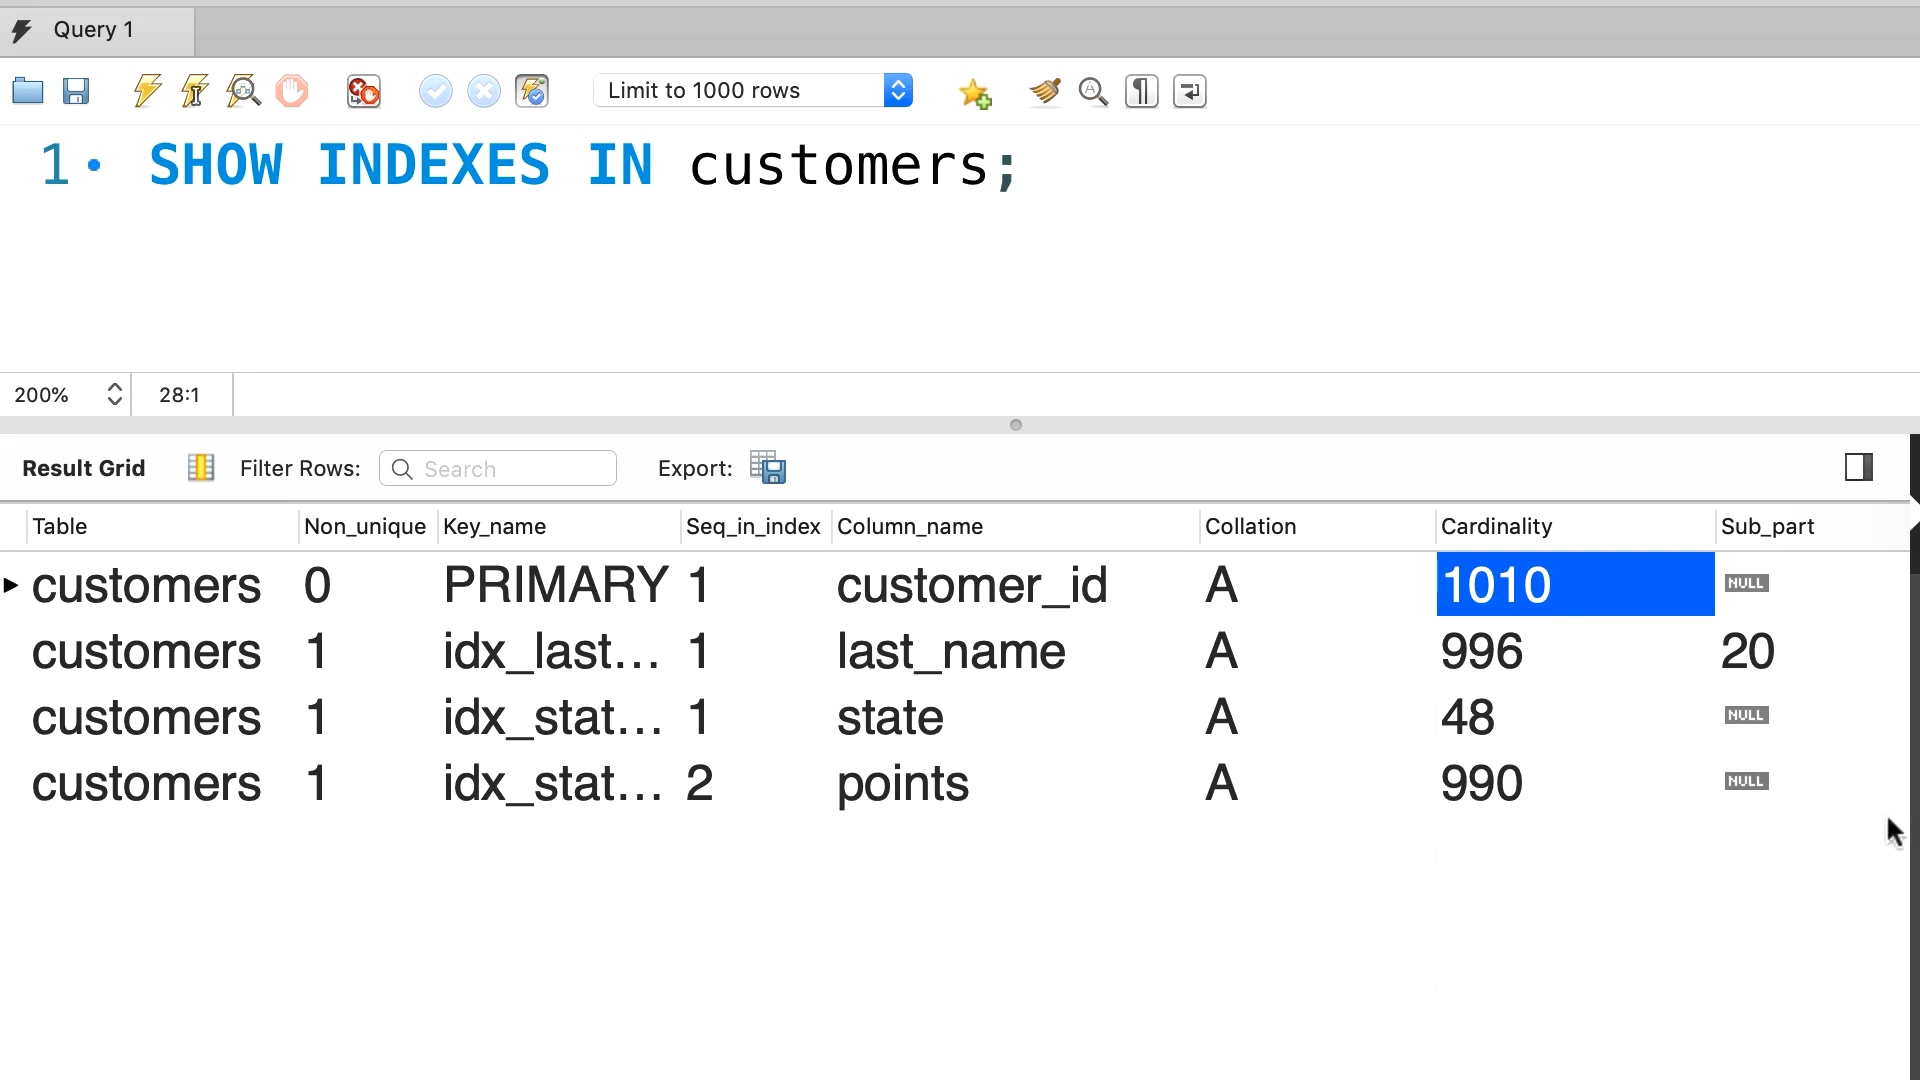 Query 1
Limit to 1000 rows
1 SHOW INDEXES IN customers;
200% 28:1
Result Grid Filter Rows: Search Export:
Table Non_unique Key_name Seq_in_index Column_name Collation Cardinality Sub_part
customers 0 PRIMARY 1 customer_id A 1010 NULL
customers 1 idx_last... 1 last_name A 996 20
customers 1 idx_stat... 1 state A 48 NULL
customers 1 idx_stat... 2 points A 990 NULL